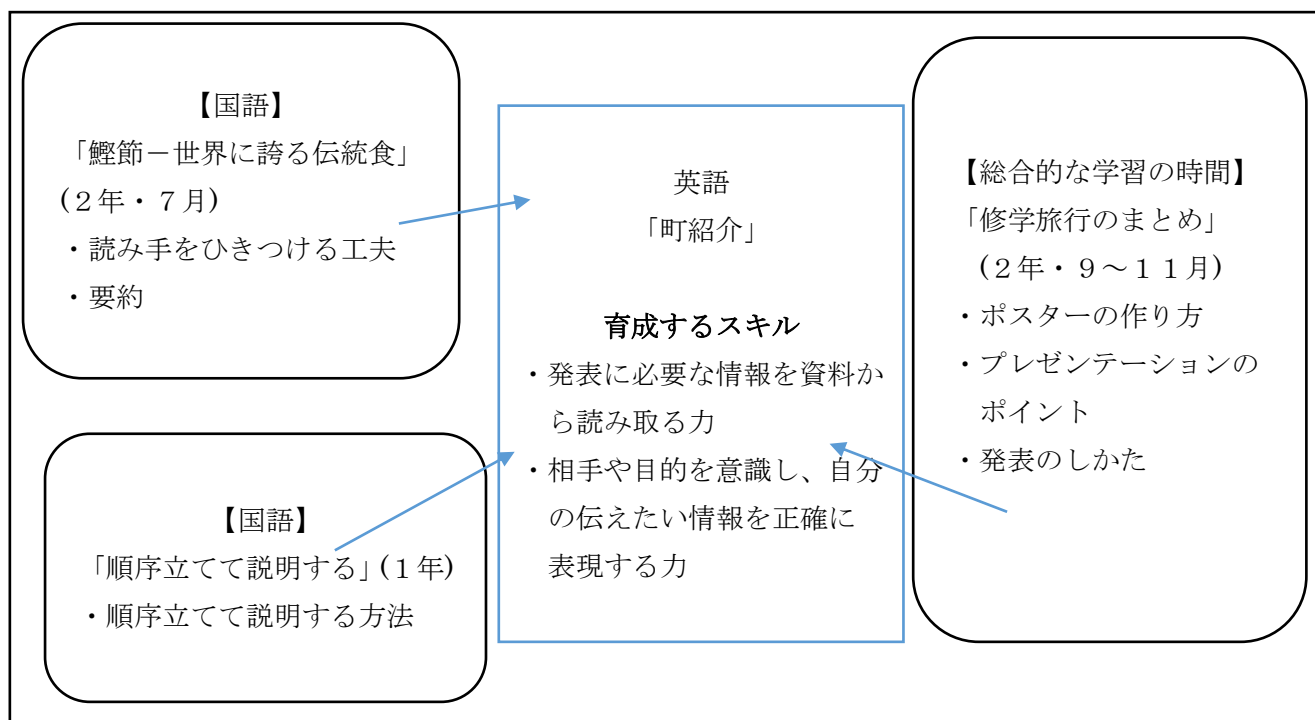 【国語】
「鰹節－世界に誇る伝統食」
(２年・７月)
・読み手をひきつける工夫
・要約
【国語】
「順序立てて説明する」(１年)
・順序立てて説明する方法
英語
「町紹介」
育成するスキル
・発表に必要な情報を資料か
ら読み取る力
・相手や目的を意識し、自分
の伝えたい情報を正確に
表現する力
【総合的な学習の時間】
「修学旅行のまとめ」
(２年・９～１１月)
・ポスターの作り方
・プレゼンテーションの
ポイント
・発表のしかた